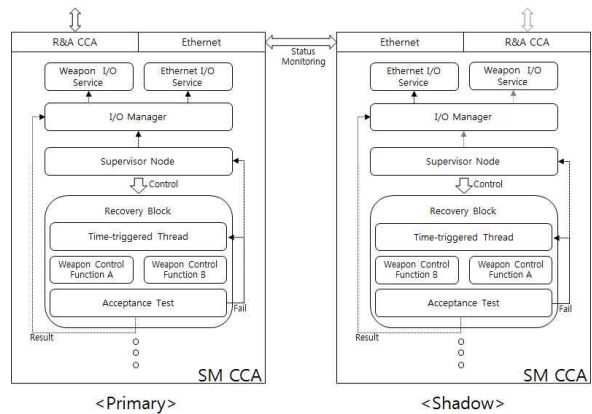 R&A CCA
Ethernet
Status
Monitoring
Ethernet
R&A CCA
Weapon I/O
Service
Ethernet I/O
Service
Ethernet I/O
Service
Weapon I/O
Service
I/O Manager
I/O Manager
Supervisor Node
Supervisor Node
Control
Control
Recovery Block
Recovery Block
Time-triggered Thread
Time-triggered Thread
Weapon Control
Function A
Weapon Control
Function B
Weapon Control
Function B
Weapon Control
Function A
Acceptance Test
Fail
Acceptance Test
Fail
Result
Result
SM CCA
SM CCA
<Primary>
<Shadow>